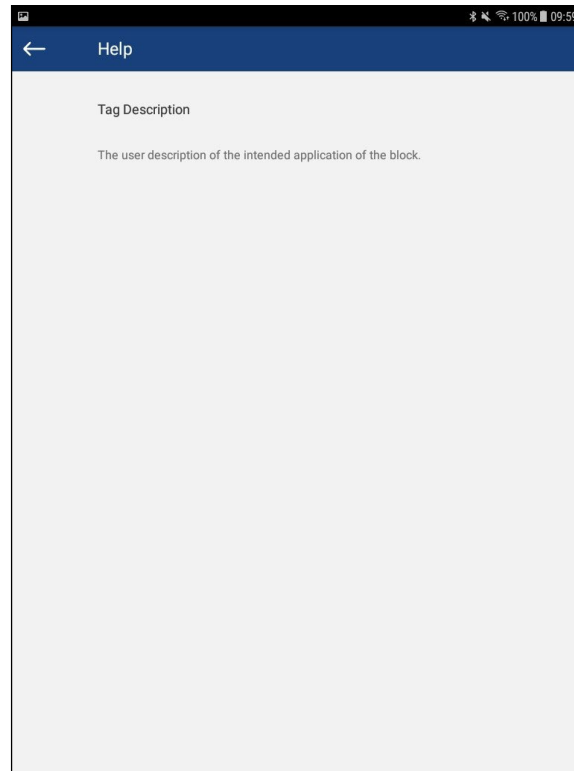 100% 09:59
Help
Tag Description
The user description of the intended application of the block.